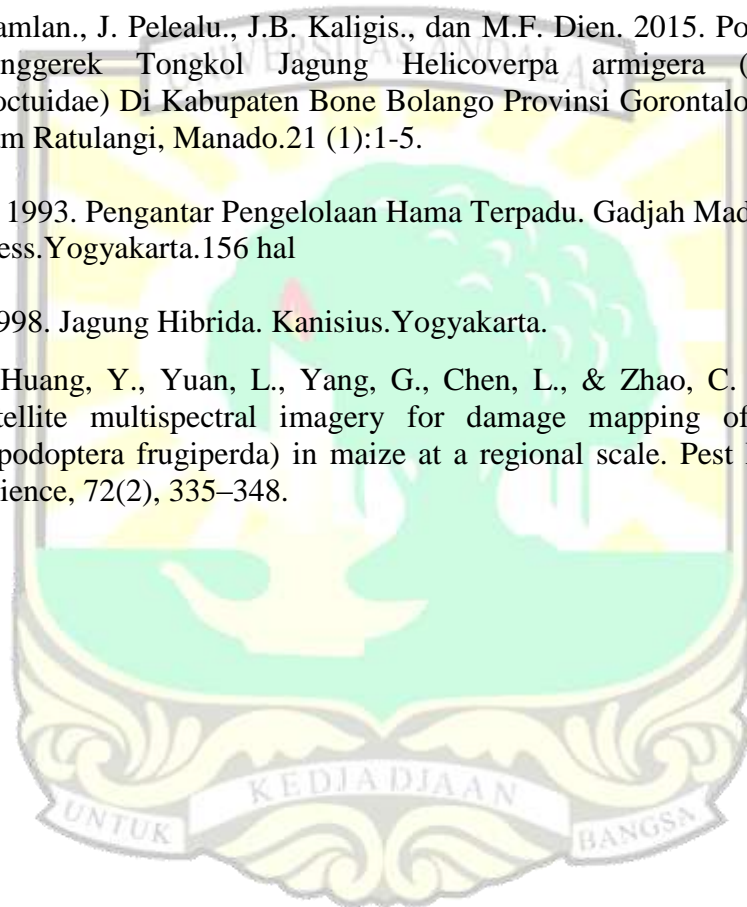 amlan., J. Pelealu., J.B. Kaligis., dan M.F. Dien. 2015. Po
nggerek Tongkol Jagung Helicoverpa armigera (
octuidae) Di Kabupaten Bone Bolango Provinsi Gorontalo
am Ratulangi, Manado.21 (1):1-5.
1993. Pengantar Pengelolaan Hama Terpadu. Gadjah Mad
ess.Yogyakarta.156 hal
998. Jagung Hibrida. Kanisius.Yogyakarta.
Huang, Y., Yuan, L., Yang, G., Chen, L., & Zhao, C.
tellite multispectral imagery for damage mapping of
podoptera frugiperda) in maize at a regional scale. Pest
ience, 72(2), 335–348.
UNIVERSITAS ANDALAS
UNTUK KEDJADJAAN BANGSA